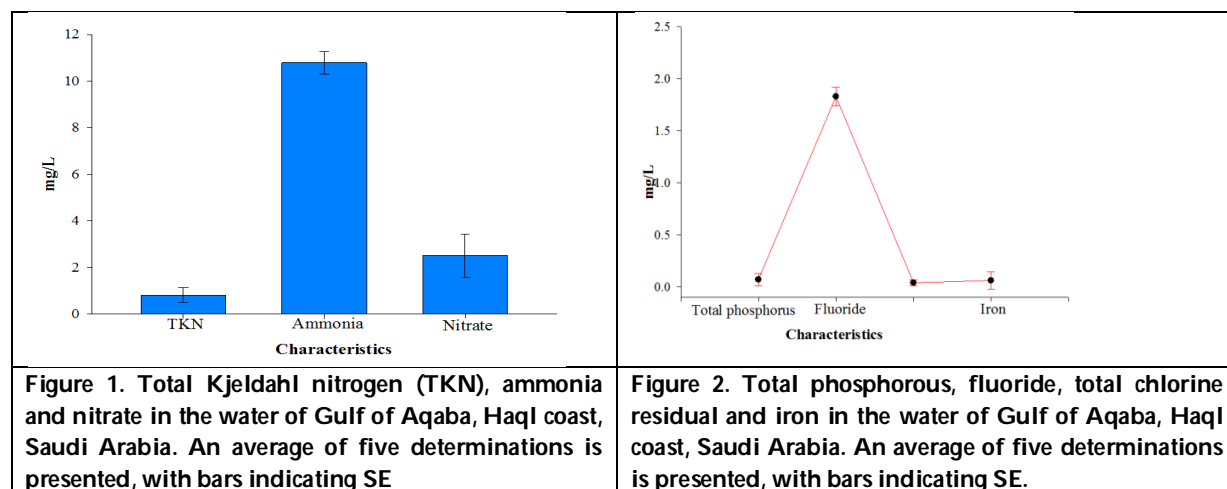 12
10
8
6
4
2
0
mg/L
TKN Ammonia Nitrate
Characteristics
2.5
2.0
1.5
1.0
0.5
0.0
mg/L
Total phosphorus Fluoride Iron
Characteristics
Figure 1. Total Kjeldahl nitrogen (TKN), ammonia
and nitrate in the water of Gulf of Aqaba, Haql coast,
Saudi Arabia. An average of five determinations is
presented, with bars indicating SE
Figure 2. Total phosphorous, fluoride, total chlorine
residual and iron in the water of Gulf of Aqaba, Haql
coast, Saudi Arabia. An average of five determinations
is presented, with bars indicating SE.